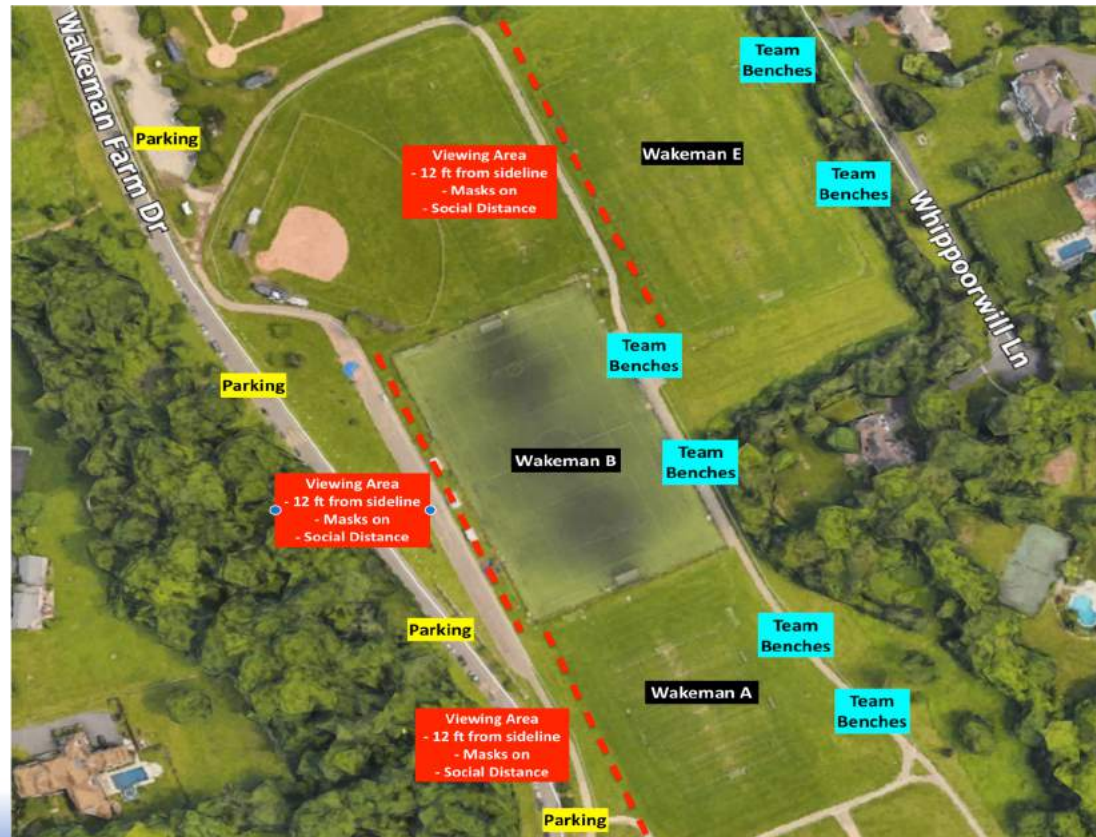 Wakeman Farm Dr
Parking
Viewing Area
- 12 ft from sideline
- Masks on
- Social Distance
Wakeman E
Team
Benches
Team
Benches
Whippoorwill Ln
Team
Benches
Parking
Wakeman B
Team
Benches
Viewing Area
- 12 ft from sideline
- Masks on
- Social Distance
Parking
Team
Benches
Wakeman A
Team
Benches
Viewing Area
- 12 ft from sideline
- Masks on
- Social Distance
Parking